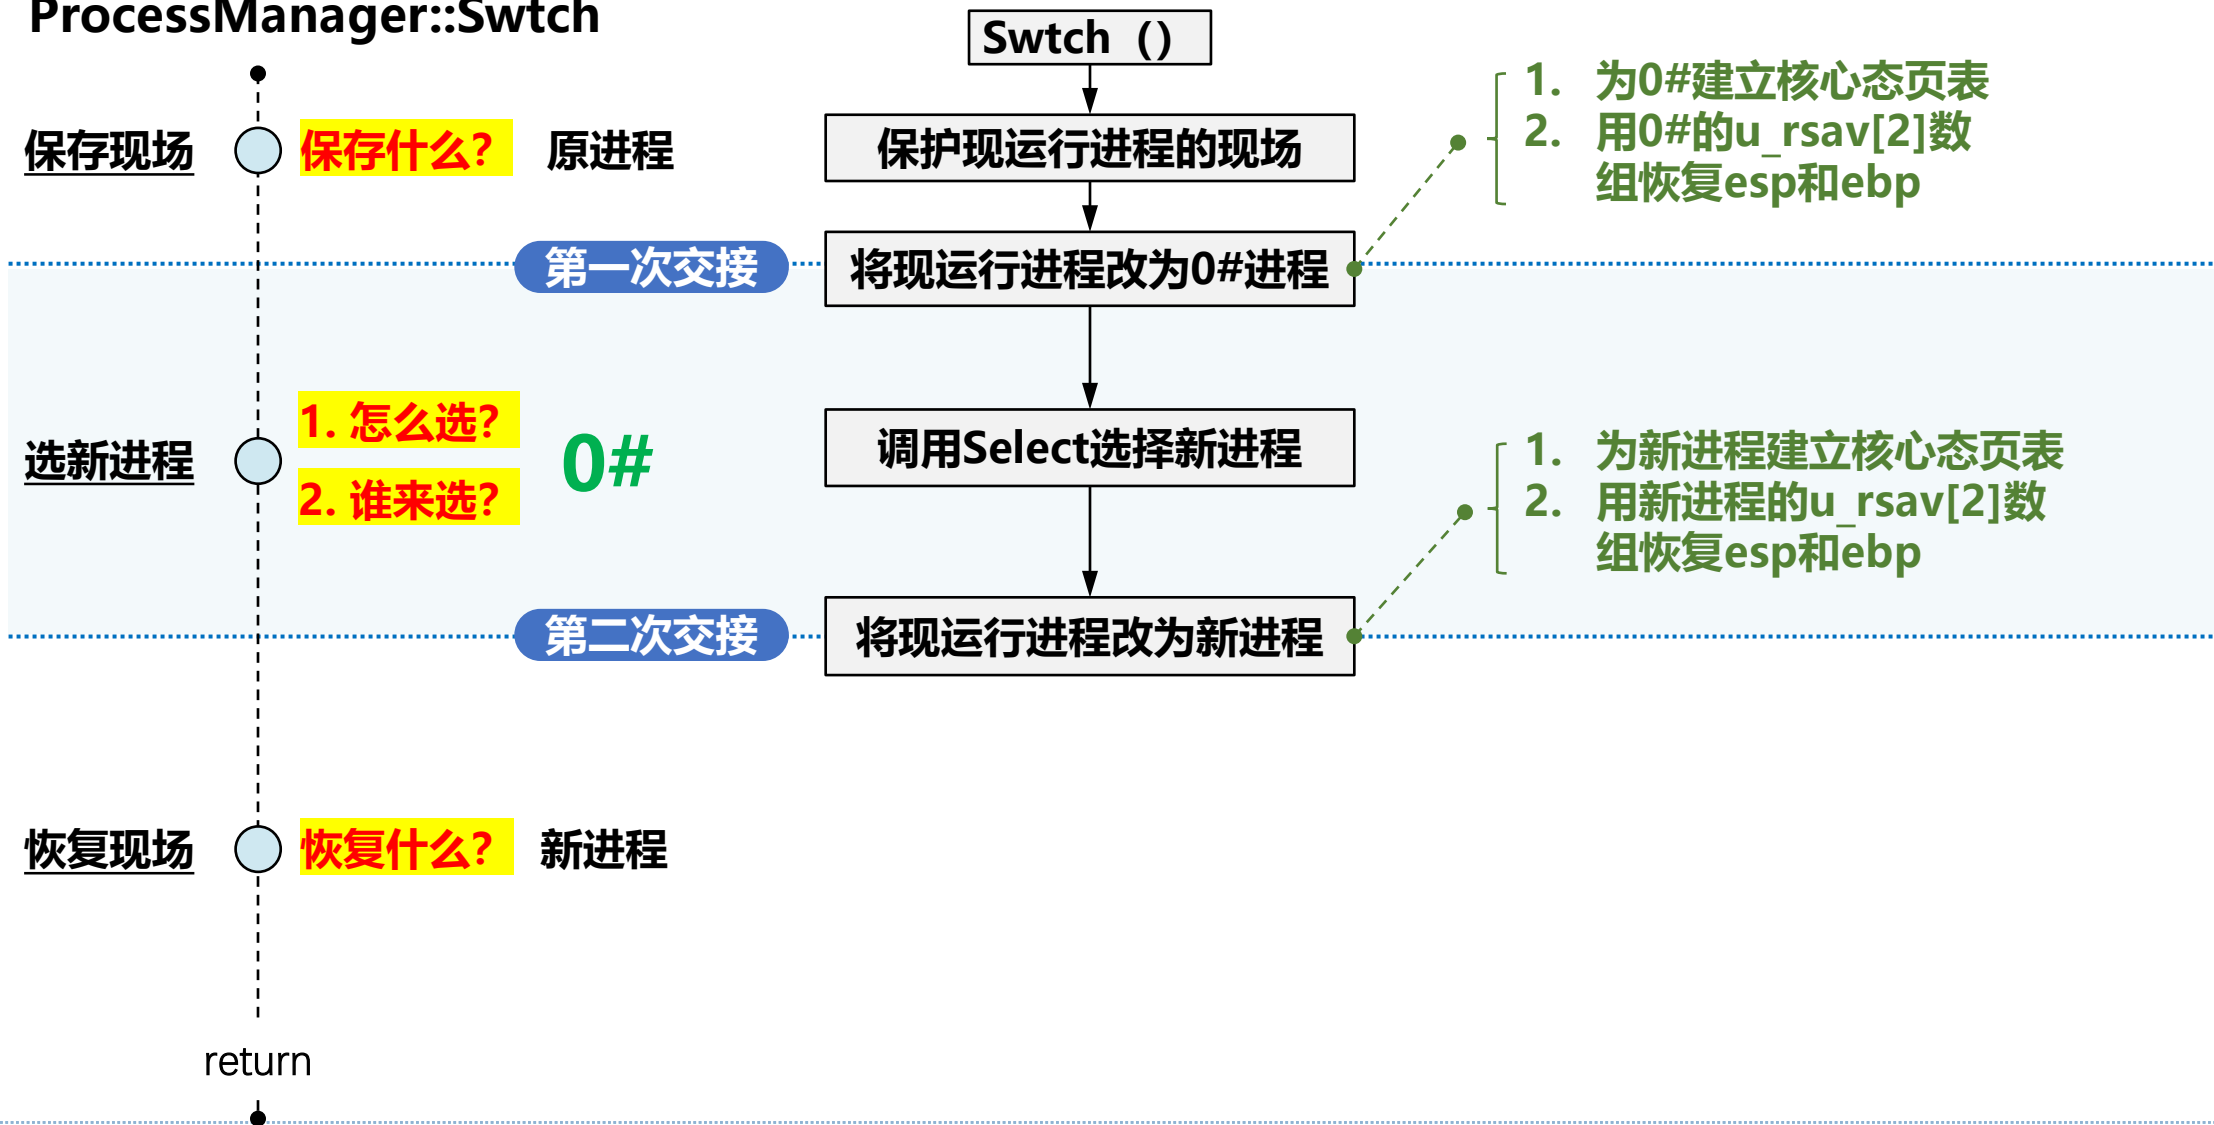 ProcessManager::Swtch
保存现场
保存什么？
原进程
第一次交接
选新进程
1. 怎么选？
2. 谁来选？
0#
第二次交接
恢复现场
恢复什么？
新进程
return
Swtch（）
保护现运行进程的现场
将现运行进程改为0#进程
调用Select选择新进程
将现运行进程改为新进程
1. 为0#建立核心态页表
2. 用0#的u_rsav[2]数
组恢复esp和ebp
1. 为新进程建立核心态页表
2. 用新进程的u_rsav[2]数
组恢复esp和ebp